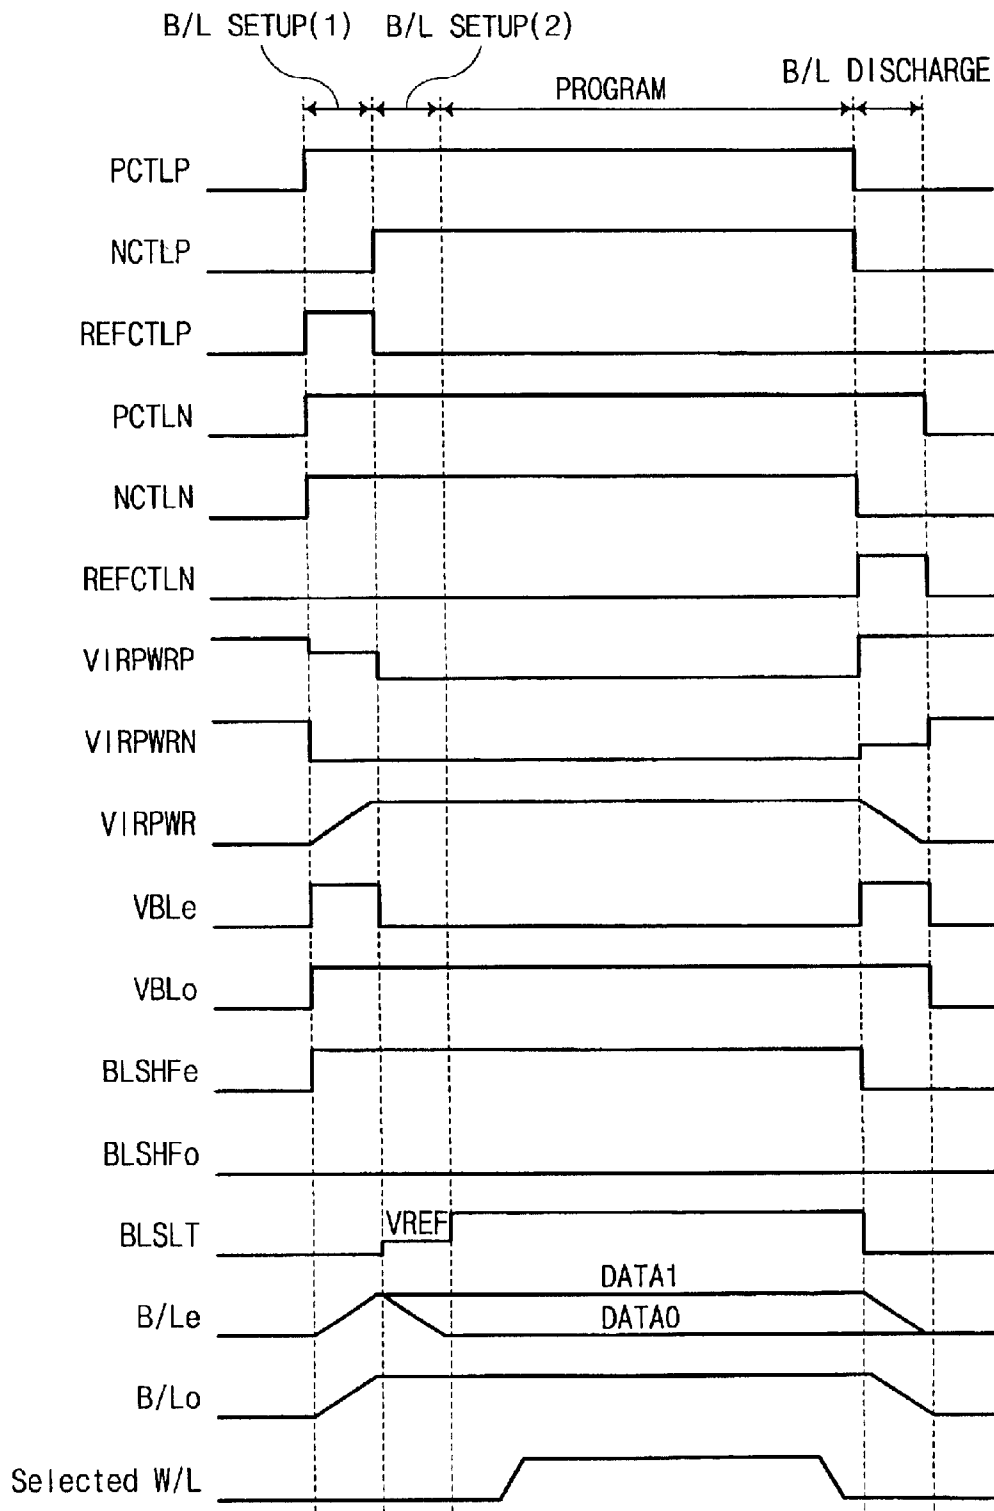 B/L SETUP(1) B/L SETUP(2)
B/L DISCHARGE
PROGRAM
PCTLP
NCTLP
REFCTLP
PCTLN
NCTLN
REFCTLN
VIRPWRP
VIRPWRN
VIRPWR
VBLe
VBLo
BLSHFe
BLSHFo
BLSLT
VREF
DATA1
B/Le
DATA0
B/Lo
Selected W/L